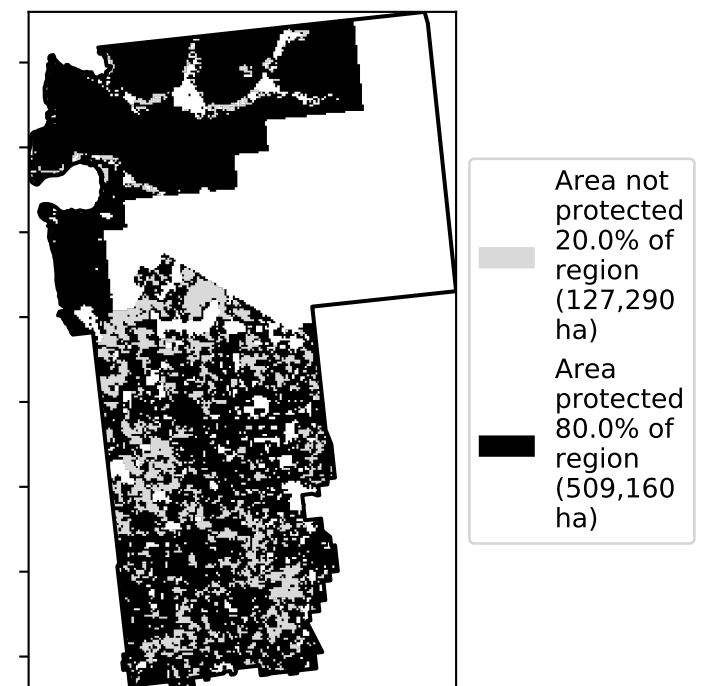 Area not
protected
20.0% of
region
(127,290
ha)
Area
protected
80.0% of
region
(509,160
ha)